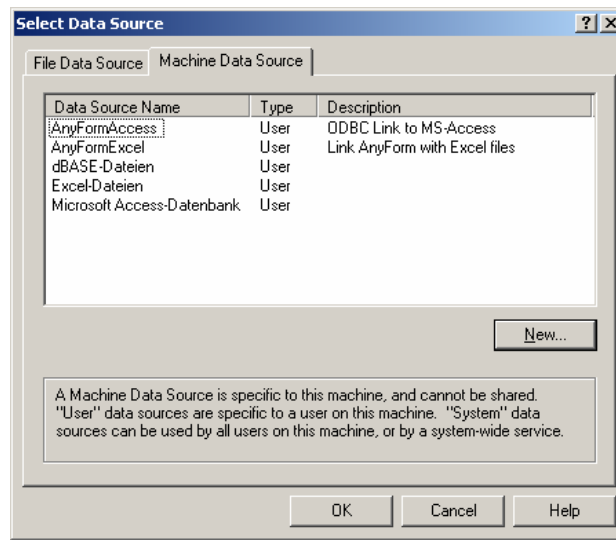 Select Data Source
File Data Source Machine Data Source
Data Source Name Type Description
AnyFormAccess User ODBC Link to MS-Access
AnyFormExcel User Link AnyForm with Excel files
dBASE-Dateien User
Excel-Dateien User
Microsoft Access-Datenbank User
New...
A Machine Data Source is specific to this machine, and cannot be shared.
"User" data sources are specific to a user on this machine. "System" data
sources can be used by all users on this machine, or by a system-wide service.
OK Cancel Help